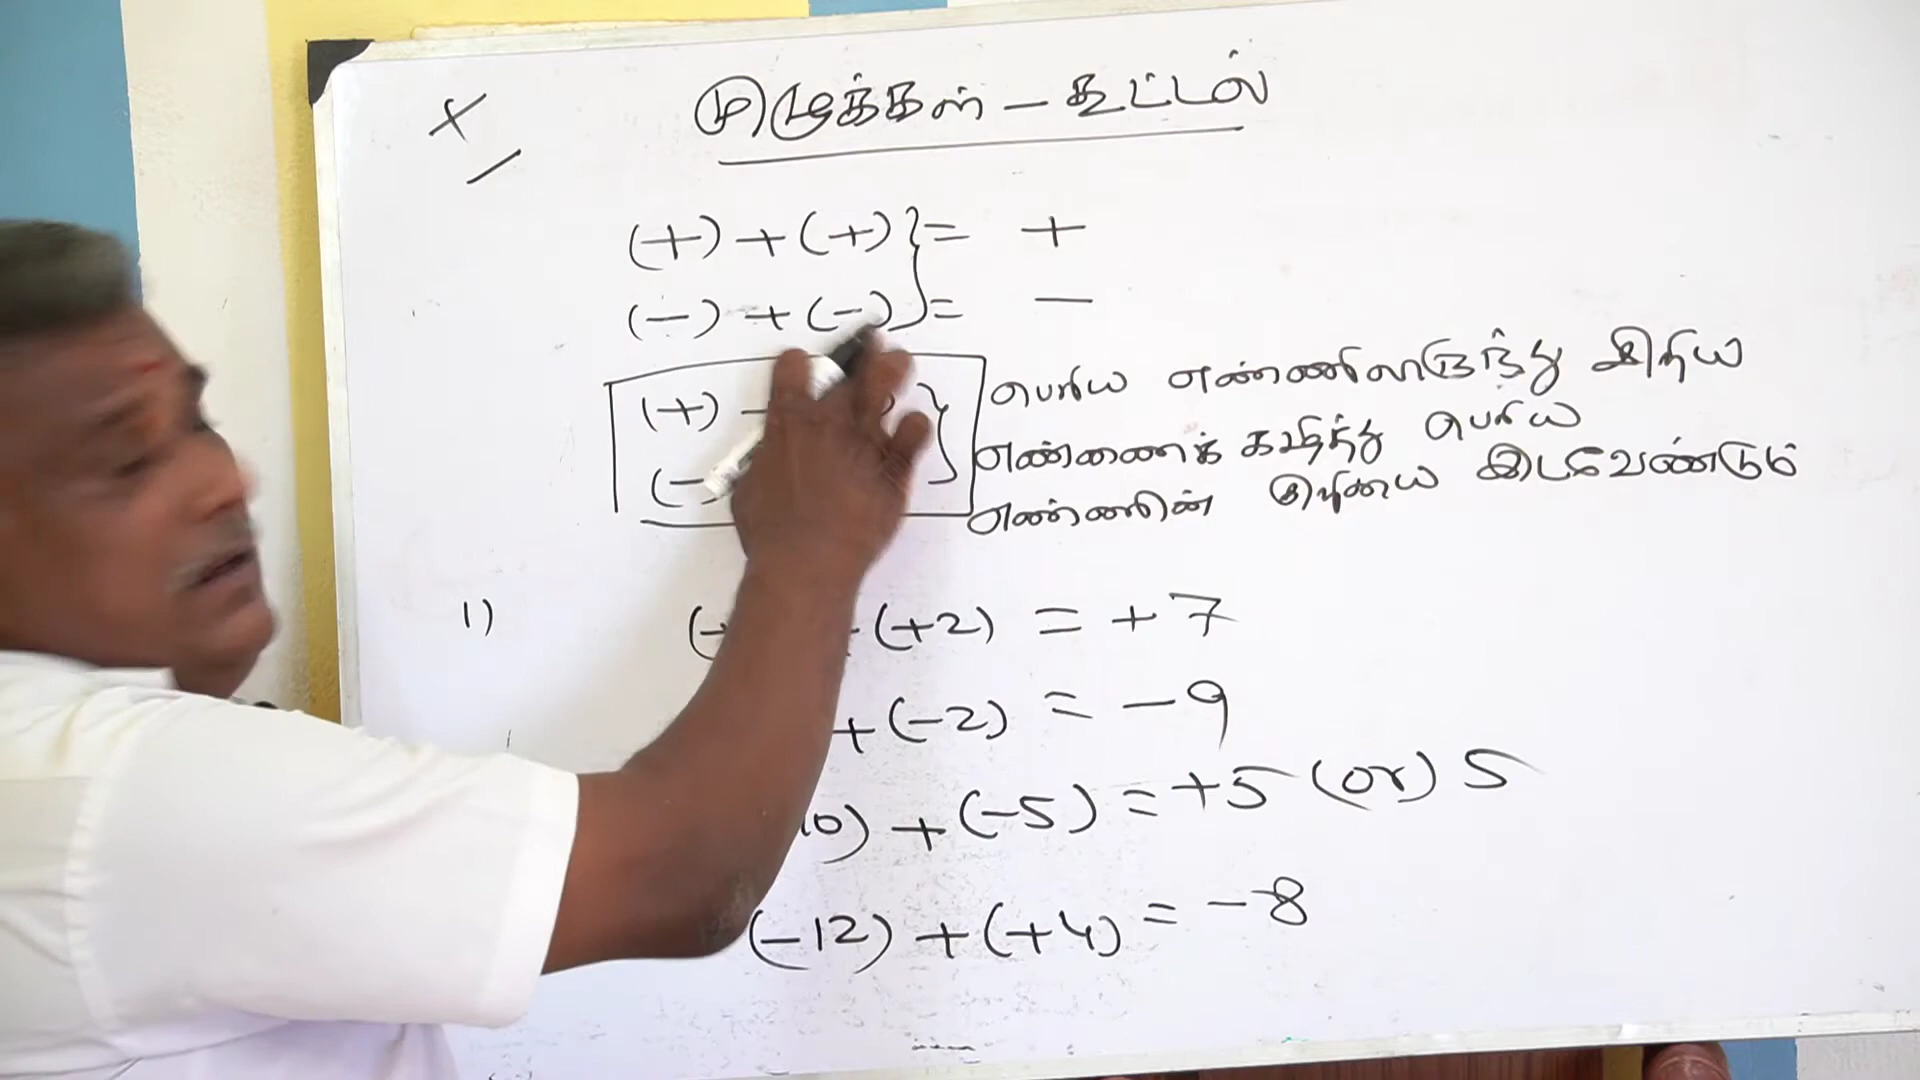 முழுக்கள் – கூட்டல்
+
–
(+) + (+) } = +
(–) + (–) } = –
(+) }
(–
பெரிய எண்ணிலிருந்து சிறிய
எண்ணைக் கழித்து பெரிய
எண்ணின் குறியை இடவேண்டும்
1) (+ (+2) = +7
+ (–2) = –9
10) + (–5) = +5 (or) 5
(–12) + (+4) = –8